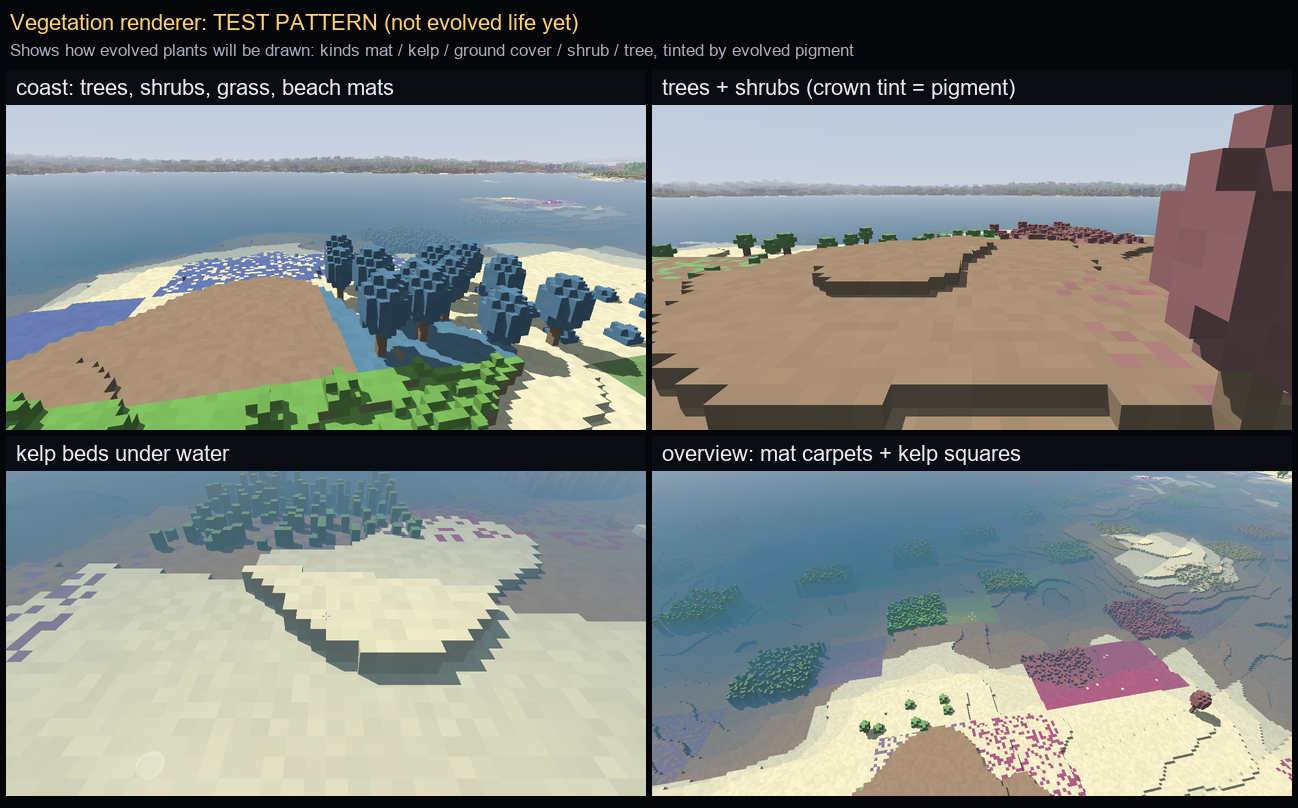 Vegetation renderer: TEST PATTERN (not evolved life yet)
Shows how evolved plants will be drawn: kinds mat / kelp / ground cover / shrub / tree, tinted by evolved pigment
coast: trees, shrubs, grass, beach mats
trees + shrubs (crown tint = pigment)
kelp beds under water
overview: mat carpets + kelp squares